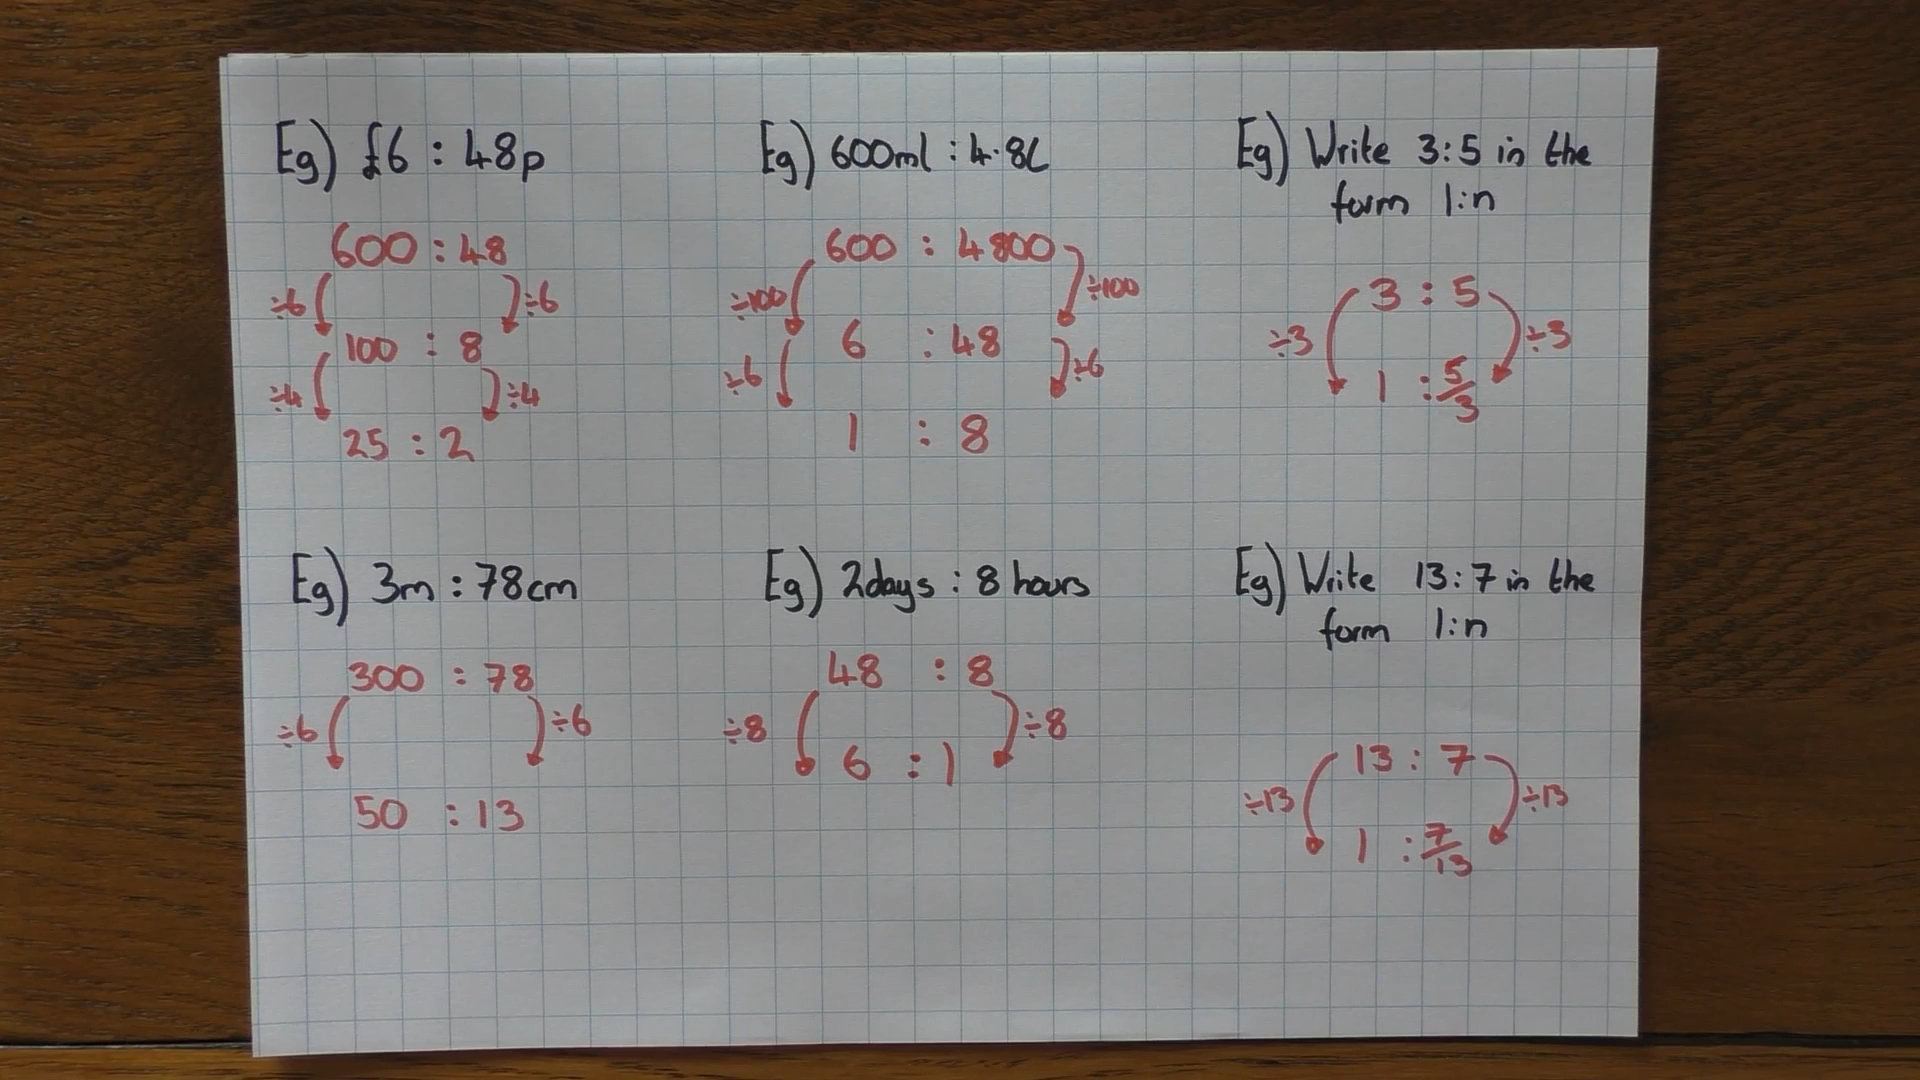 Eg) £6 : 48p
600 : 48
÷6 ÷6
100 : 8
÷4 ÷4
25 : 2
Eg) 600ml : 4.8L
600 : 4800
÷100 ÷100
6 : 48
÷6 ÷6
1 : 8
Eg) Write 3:5 in the
form 1:n
3 : 5
÷3 ÷3
1 : 5/3
Eg) 3m : 78cm
300 : 78
÷6 ÷6
50 : 13
Eg) 2days : 8 hours
48 : 8
÷8 ÷8
6 : 1
Eg) Write 13:7 in the
form 1:n
13 : 7
÷13 ÷13
1 : 7/13